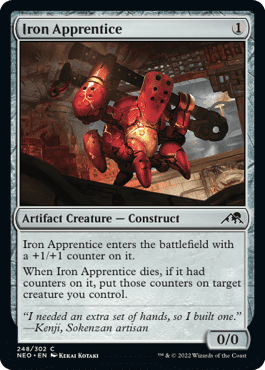 Iron Apprentice 1
Artifact Creature — Construct
Iron Apprentice enters the battlefield with
a +1/+1 counter on it.
When Iron Apprentice dies, if it had
counters on it, put those counters on target
creature you control.
“I needed an extra set of hands, so I built one.”
—Kenji, Sokenzan artisan
0/0
248/302 C
NEO • EN KEKAI KOTAKI
™ & © 2022 Wizards of the Coast